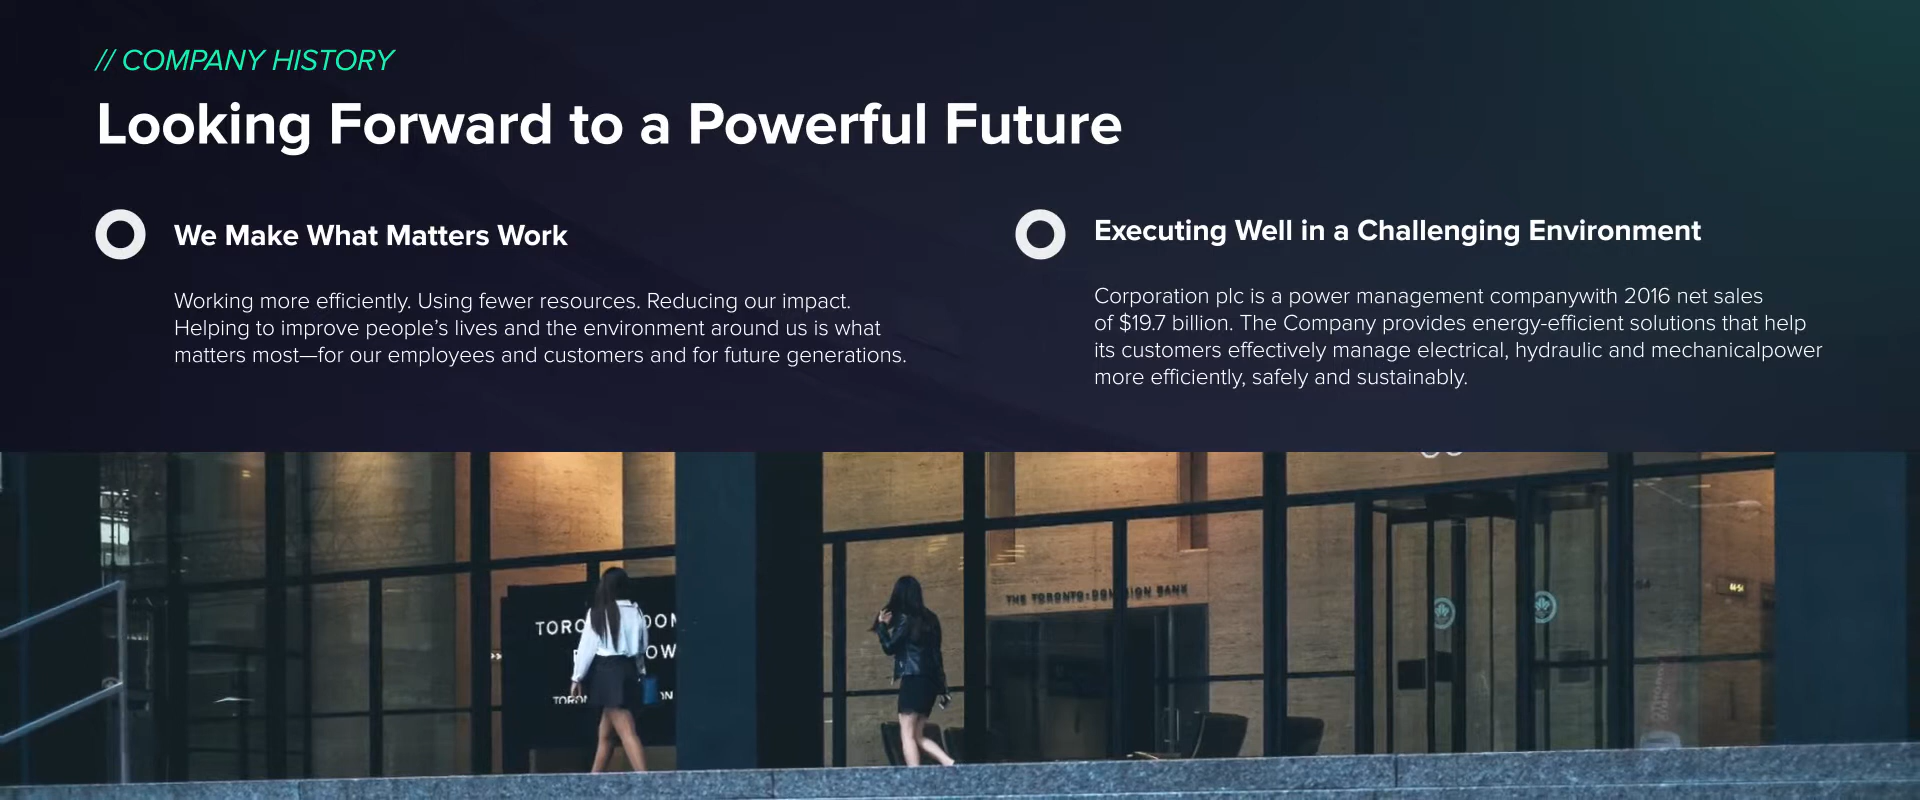 // COMPANY HISTORY
Looking Forward to a Powerful Future
We Make What Matters Work
Working more efficiently. Using fewer resources. Reducing our impact.
Helping to improve people’s lives and the environment around us is what
matters most—for our employees and customers and for future generations.
Executing Well in a Challenging Environment
Corporation plc is a power management companywith 2016 net sales
of $19.7 billion. The Company provides energy-efficient solutions that help
its customers effectively manage electrical, hydraulic and mechanicalpower
more efficiently, safely and sustainably.
THE TORONTO-DOMINION BANK